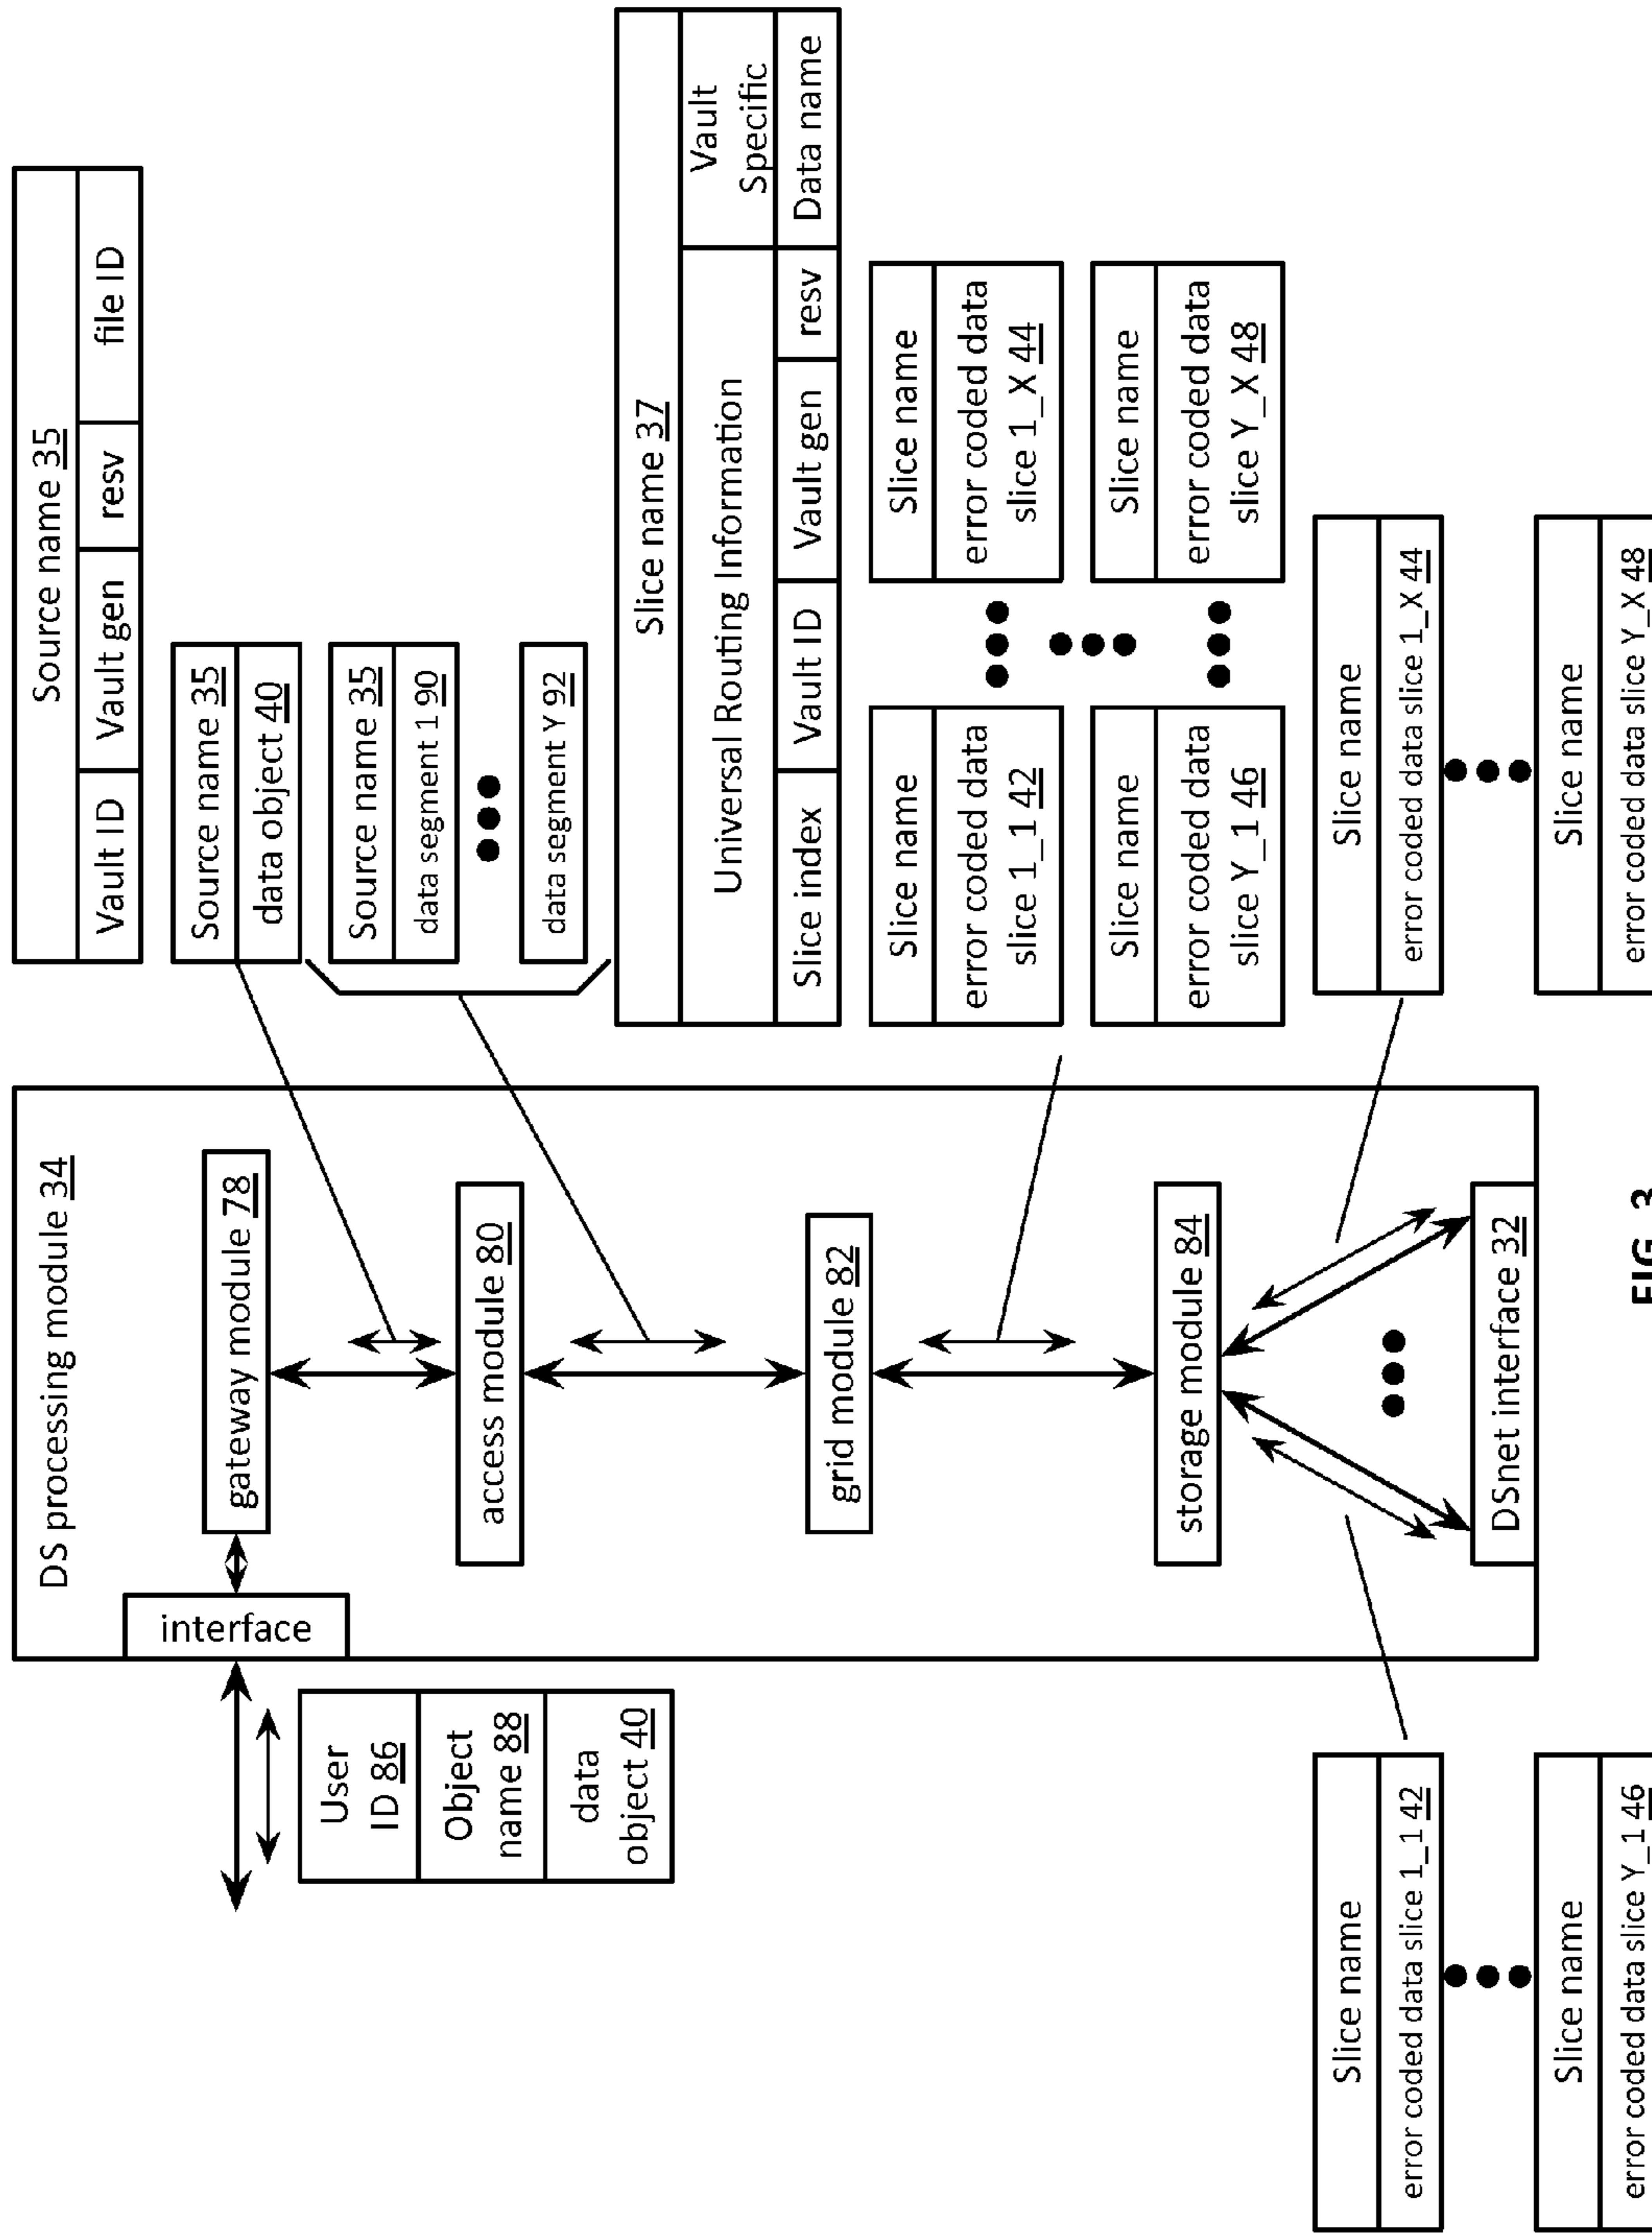 DS processing module 34
interface
gateway module 78
access module 80
grid module 82
storage module 84
DSnet interface 32
User
ID 86
Object
name 88
data
object 40
Source name 35
Vault ID
Vault gen
resv
file ID
Source name 35
data object 40
Source name 35
data segment 1 90
data segment Y 92
Slice name 37
Universal Routing Information
Vault
Specific
Slice index
Vault ID
Vault gen
resv
Data name
Slice name
error coded data
slice 1_1 42
Slice name
error coded data
slice 1_X 44
Slice name
error coded data
slice Y_1 46
Slice name
error coded data
slice Y_X 48
Slice name
error coded data slice 1_1 42
Slice name
error coded data slice Y_1 46
Slice name
error coded data slice 1_X 44
Slice name
error coded data slice Y_X 48
FIG. 3